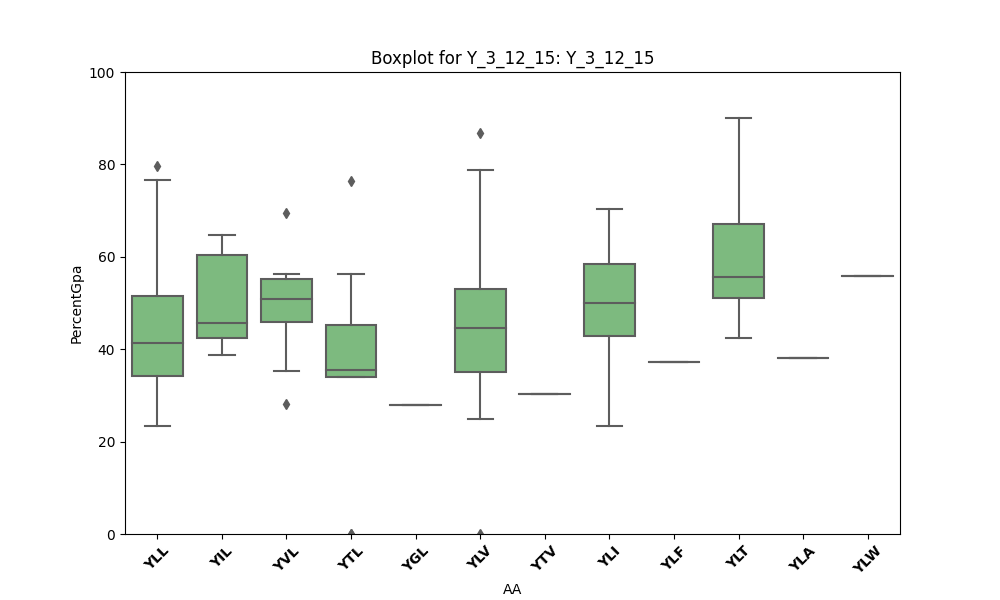 Boxplot for Y_3_12_15: Y_3_12_15
100
80
60
40
20
0
PercentGpa
YLL YIL YVL YTL YGL YLV YTV YLI YLF YLT YLA YLW
AA